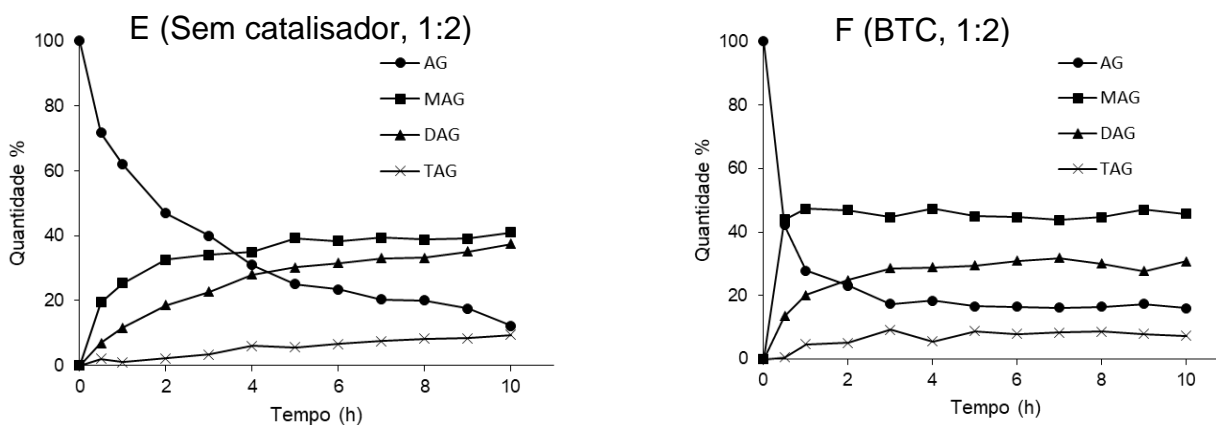 E (Sem catalisador, 1:2)
100
80
60
40
20
0
Quantidade %
AG
MAG
DAG
TAG
0
2
4
6
8
10
Tempo (h)
F (BTC, 1:2)
100
80
60
40
20
0
Quantidade %
AG
MAG
DAG
TAG
0
2
4
6
8
10
Tempo (h)